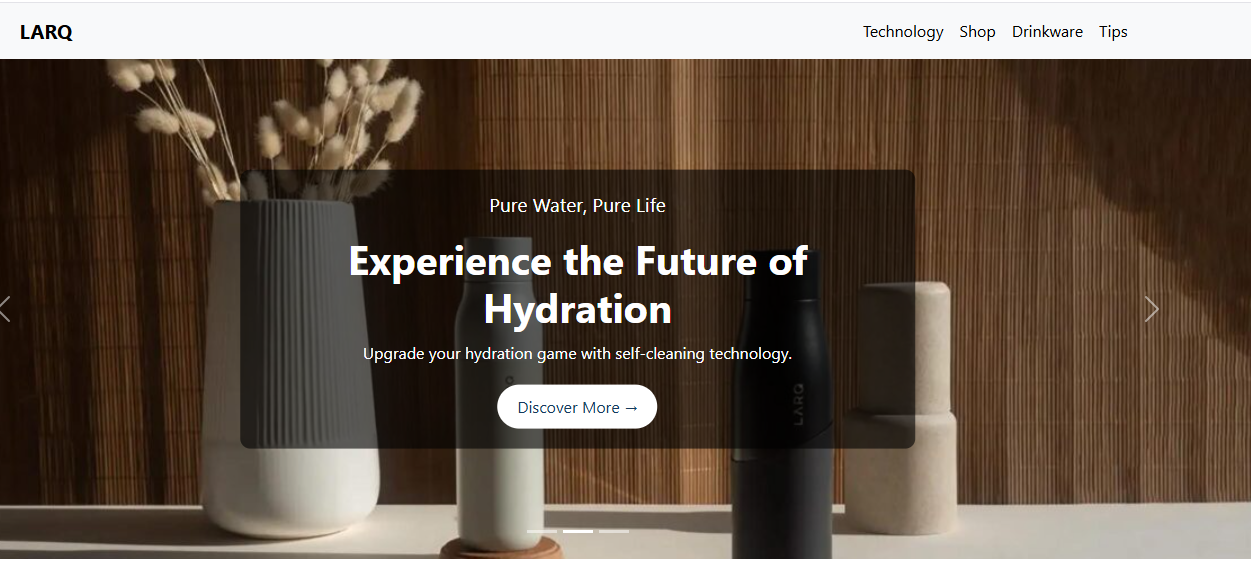 LARQ
Technology Shop Drinkware Tips
Pure Water, Pure Life
Experience the Future of
Hydration
Upgrade your hydration game with self-cleaning technology.
Discover More →
LARQ